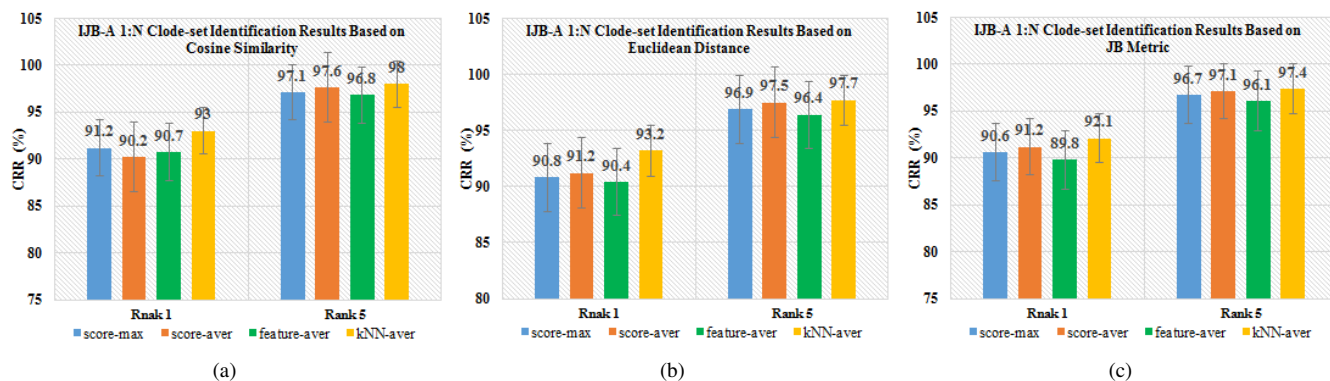 IJB-A 1:N Clode-set Identification Results Based on
Cosine Similarity
105
100
95
90
85
80
75
CRR (%)
91.2 90.2 90.7 93
97.1 97.6 96.8 98
Rnak 1 Rank 5
score-max score-aver feature-aver kNN-aver
(a)
IJB-A 1:N Clode-set Identification Results Based on
Euclidean Distance
105
100
95
90
85
80
CRR (%)
90.8 91.2 90.4 93.2
96.9 97.5 96.4 97.7
Rnak 1 Rank 5
score-max score-aver feature-aver kNN-aver
(b)
IJB-A 1:N Clode-set Identification Results Based on
JB Metric
105
100
95
90
85
80
75
CRR (%)
90.6 91.2 89.8 92.1
96.7 97.1 96.1 97.4
Rnak 1 Rank 5
score-max score-aver feature-aver kNN-aver
(c)